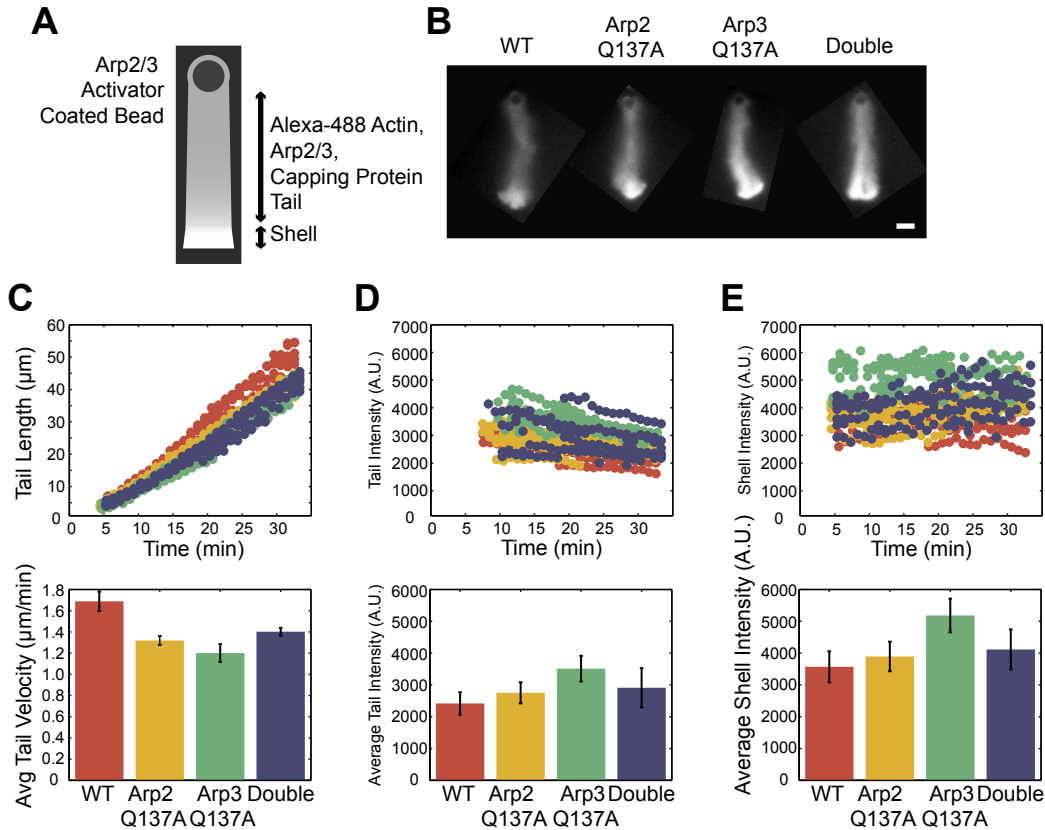 A
Arp2/3
Activator
Coated Bead
Alexa-488 Actin,
Arp2/3,
Capping Protein
Tail
Shell
B
WT
Arp2
Q137A
Arp3
Q137A
Double
C
Tail Length (μm)
60
50
40
30
20
10
0
0 5 10 15 20 25 30
Time (min)
D
Tail Intensity (A.U.)
7000
6000
5000
4000
3000
2000
1000
0
0 5 10 15 20 25 30
Time (min)
E
Shell Intensity (A.U.)
7000
6000
5000
4000
3000
2000
1000
0
0 5 10 15 20 25 30
Time (min)
Avg Tail Velocity (μm/min)
1.8
1.6
1.4
1.2
1.4
1.2
0.8
0.6
0.4
0.2
0
WT Arp2 Arp3 Double
Q137A Q137A
Average Tail Intensity (A.U.)
6000
5000
4000
3000
2000
1000
0
WT Arp2 Arp3 Double
Q137A Q137A
Average Shell Intensity (A.U.)
6000
5000
4000
3000
2000
1000
0
WT Arp2 Arp3 Double
Q137A Q137A